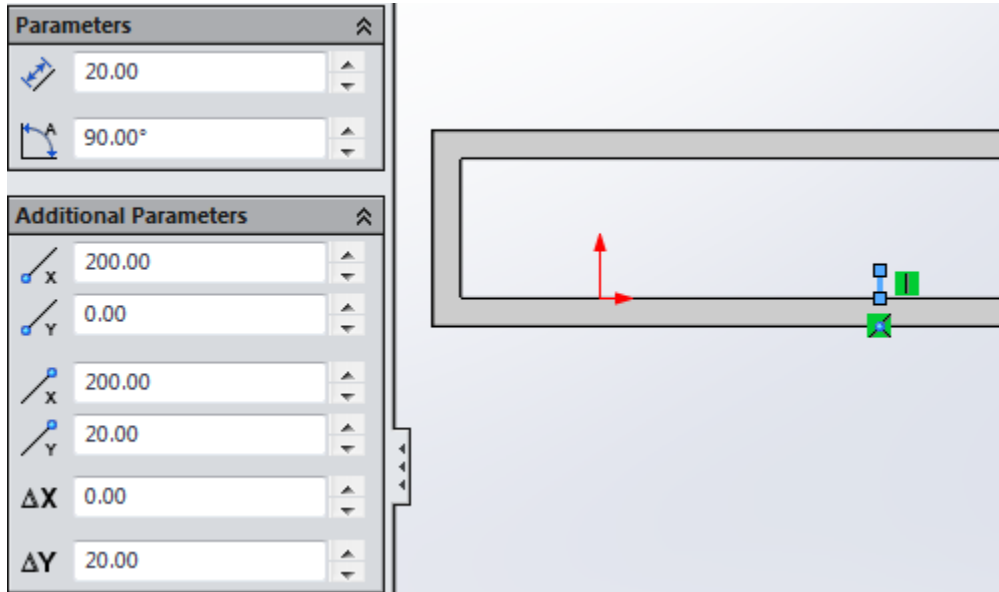 Parameters
20.00
A
90.00°
Additional Parameters
X
200.00
Y
0.00
X
200.00
Y
20.00
ΔX
0.00
ΔY
20.00